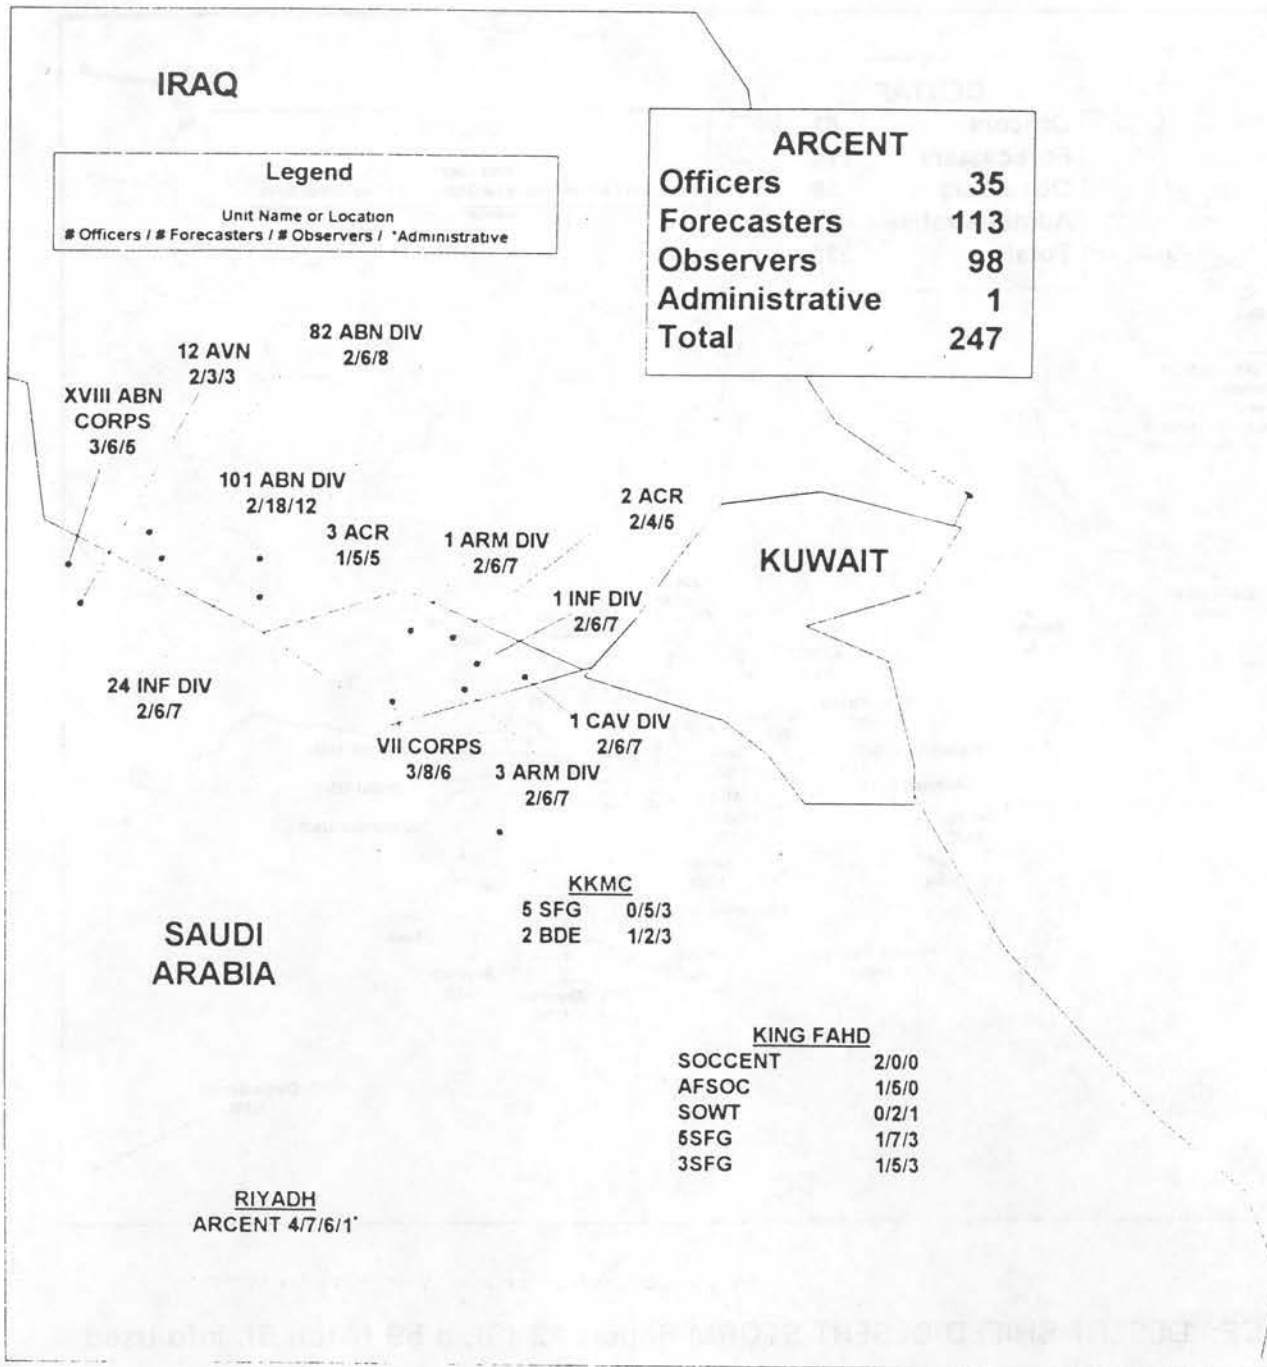 IRAQ
Legend
Unit Name or Location
# Officers / # Forecasters / # Observers / *Administrative
ARCENT
Officers 35
Forecasters 113
Observers 98
Administrative 1
Total 247
82 ABN DIV
2/6/8
12 AVN
2/3/3
XVIII ABN
CORPS
3/6/5
101 ABN DIV
2/18/12
3 ACR
1/5/5
1 ARM DIV
2/6/7
2 ACR
2/4/5
KUWAIT
1 INF DIV
2/6/7
24 INF DIV
2/6/7
1 CAV DIV
2/6/7
VII CORPS
3/8/6
3 ARM DIV
2/6/7
KKMC
5 SFG 0/5/3
2 BDE 1/2/3
SAUDI
ARABIA
KING FAHD
SOCCENT 2/0/0
AFSOC 1/5/0
SOWT 0/2/1
5SFG 1/7/3
3SFG 1/5/3
RIYADH
ARCENT 4/7/6/1*